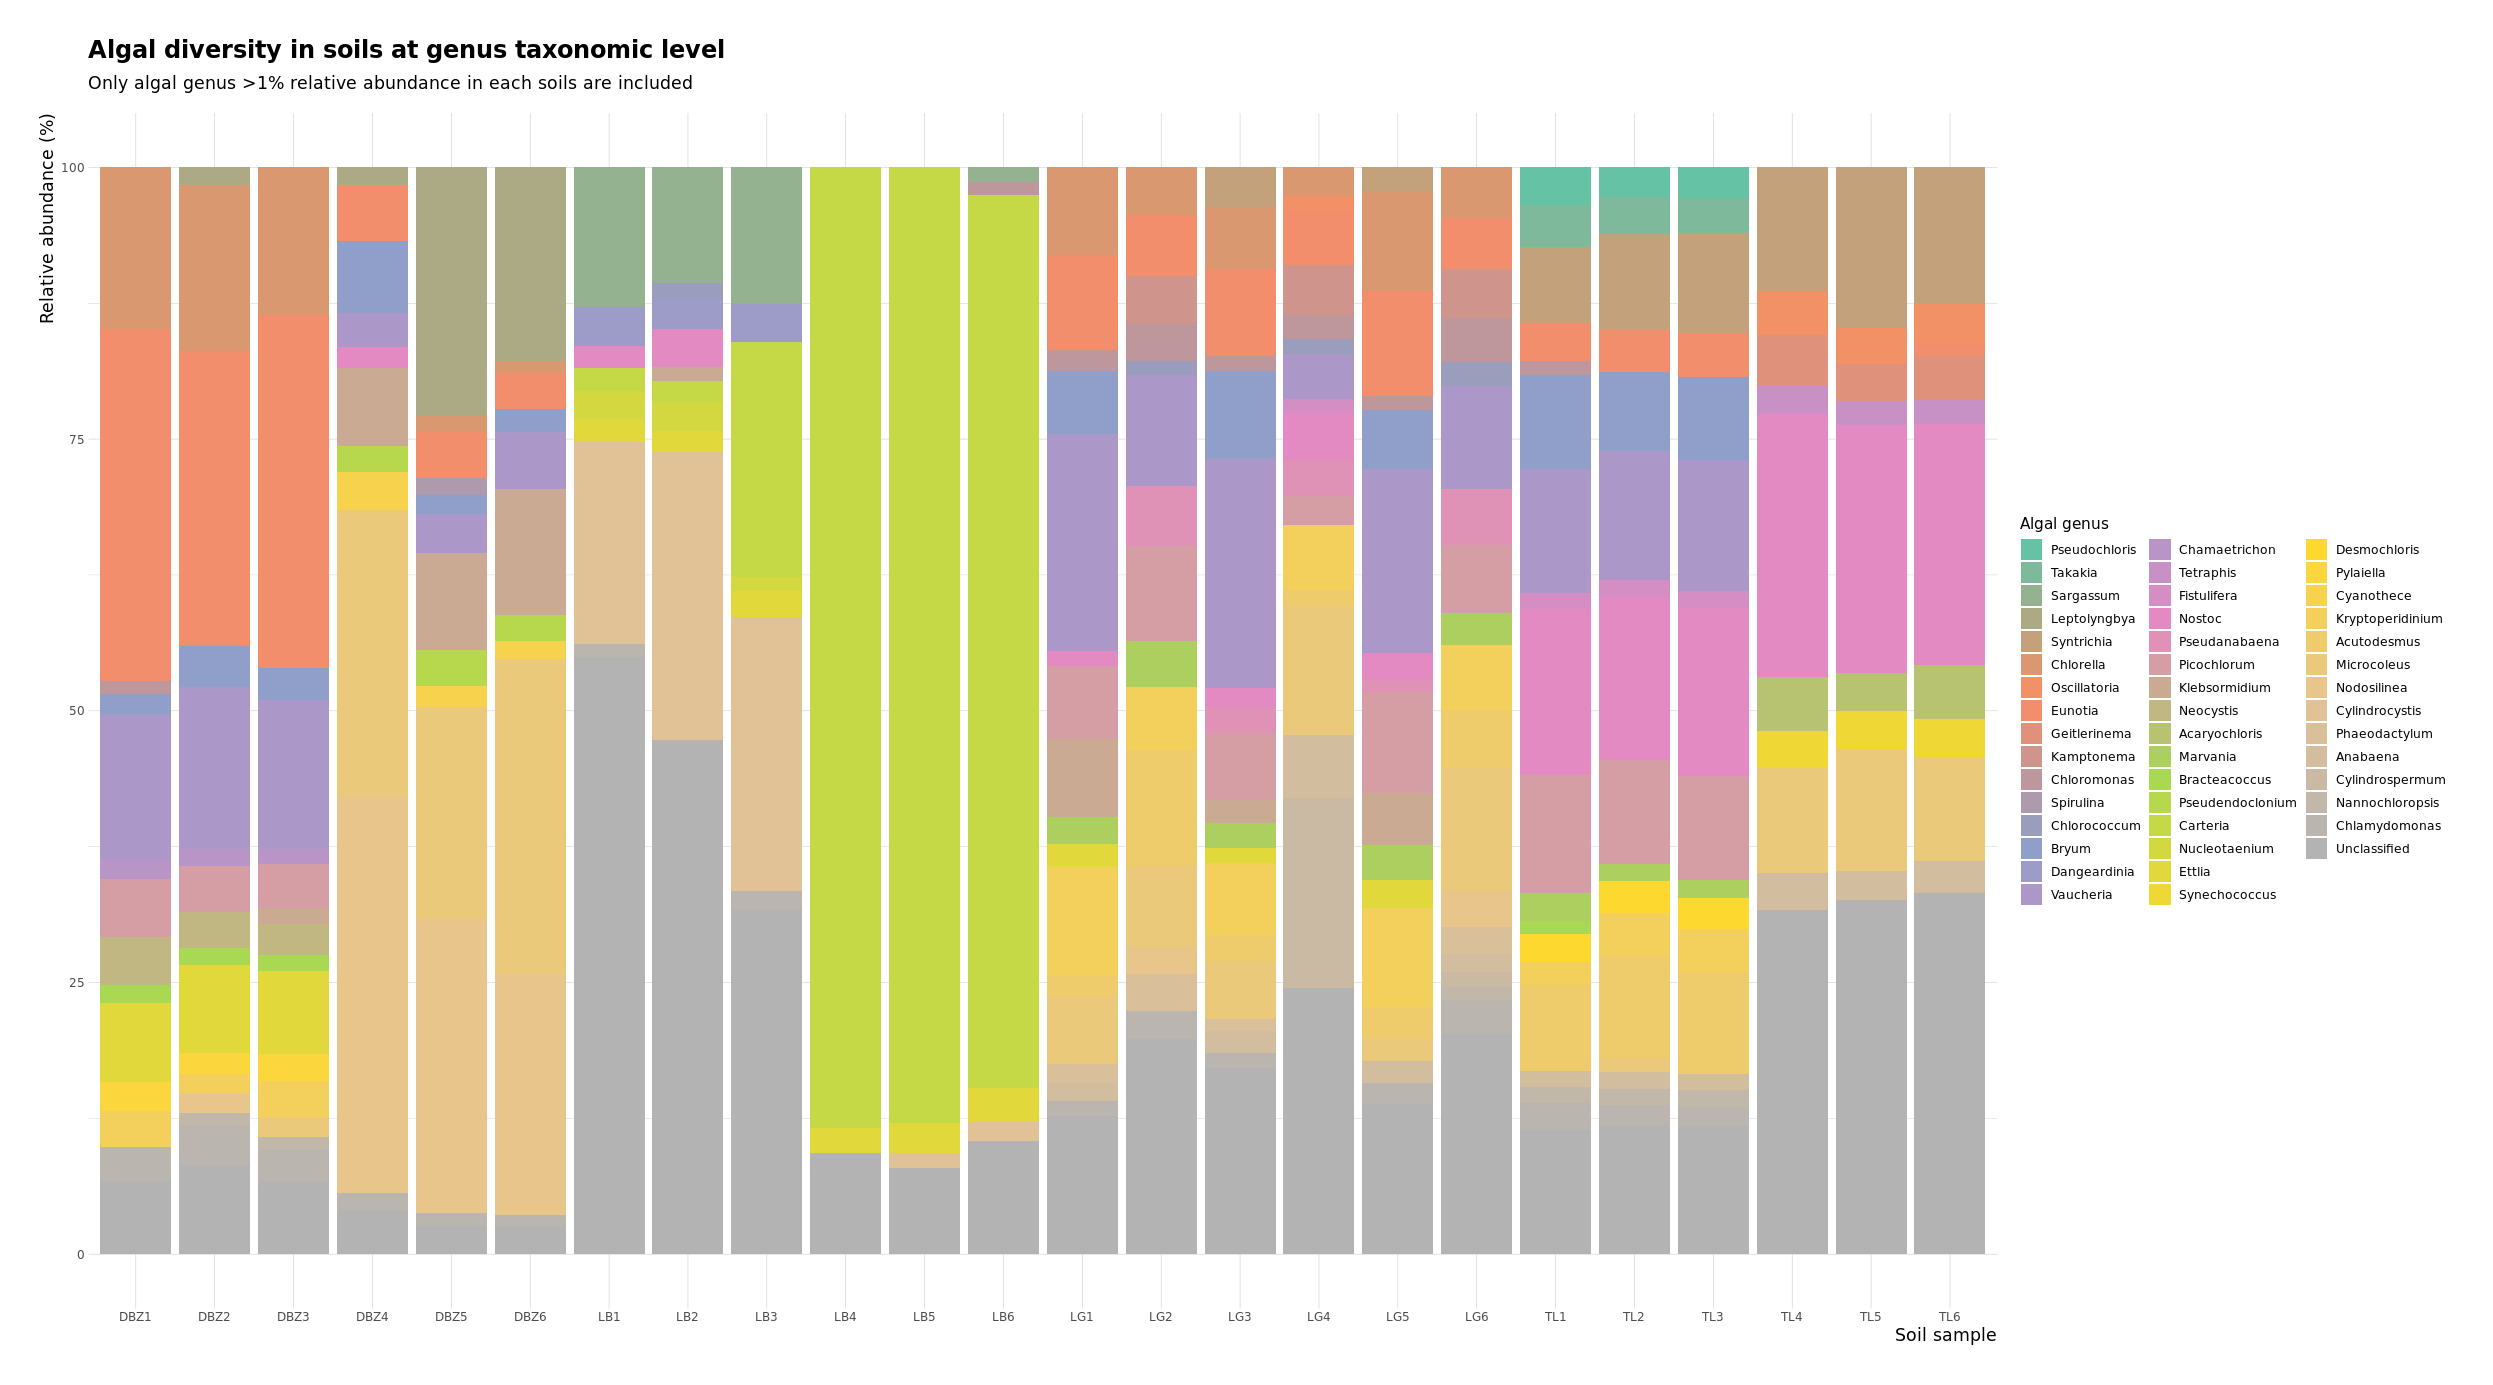 Algal diversity in soils at genus taxonomic level
Only algal genus >1% relative abundance in each soils are included
Relative abundance (%)
100
75
50
25
0
DBZ1 DBZ2 DBZ3 DBZ4 DBZ5 DBZ6 LB1 LB2 LB3 LB4 LB5 LB6 LG1 LG2 LG3 LG4 LG5 LG6 TL1 TL2 TL3 TL4 TL5 TL6
Soil sample
Algal genus
Pseudochloris
Takakia
Sargassum
Leptolyngbya
Syntrichia
Chlorella
Oscillatoria
Eunotia
Geitlerinema
Kamptonema
Chloromonas
Spirulina
Chlorococcum
Bryum
Dangeardinia
Vaucheria
Chamaetrichon
Tetraphis
Fistulifera
Nostoc
Pseudanabaena
Picochlorum
Klebsormidium
Neocystis
Acaryochloris
Marvania
Bracteacoccus
Pseudendoclonium
Carteria
Nucleotaenium
Ettlia
Synechococcus
Desmochloris
Pylaiella
Cyanothece
Kryptoperidinium
Acutodesmus
Microcoleus
Nodosilinea
Cylindrocystis
Phaeodactylum
Anabaena
Cylindrospermum
Nannochloropsis
Chlamydomonas
Unclassified